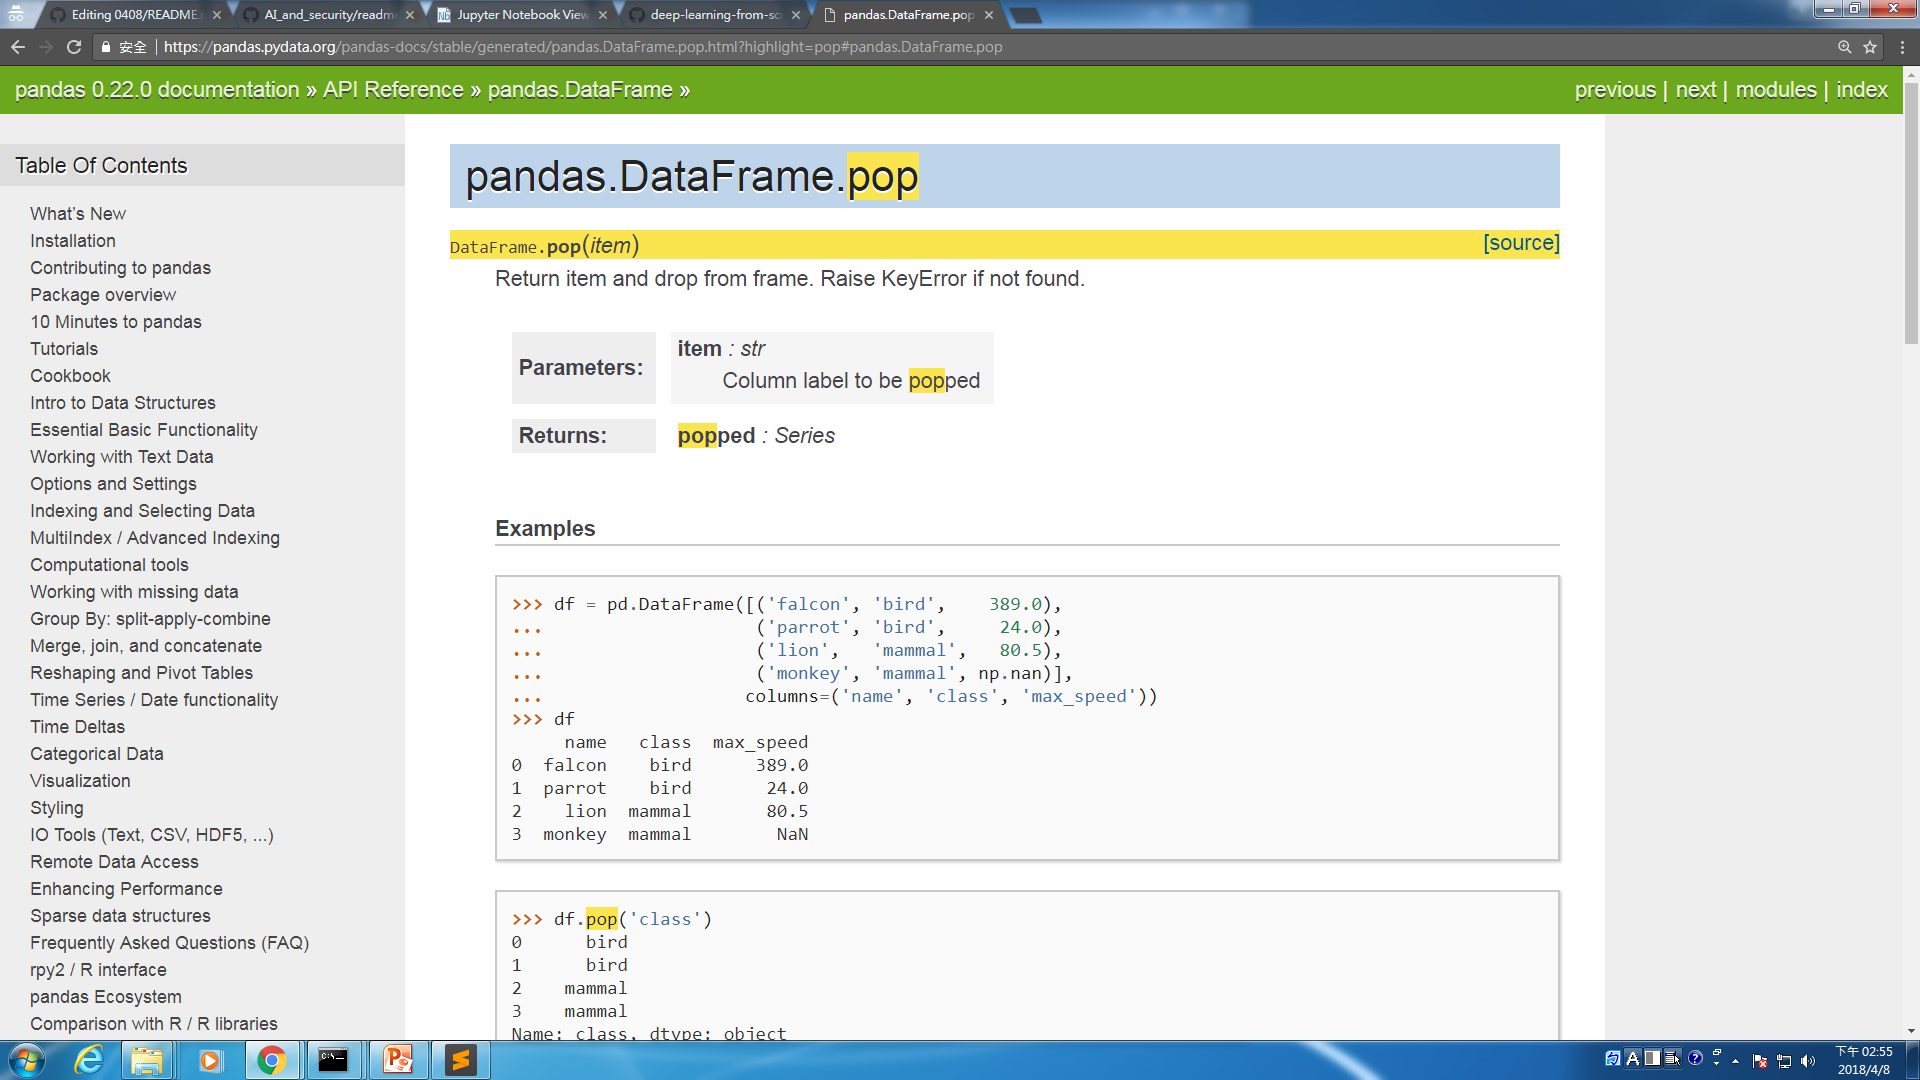 Editing 0408/README.r
AI_and_security/readm
Jupyter Notebook View
deep-learning-from-sc
pandas.DataFrame.pop
安全 | https://pandas.pydata.org/pandas-docs/stable/generated/pandas.DataFrame.pop.html?highlight=pop#pandas.DataFrame.pop
pandas 0.22.0 documentation » API Reference » pandas.DataFrame »
previous | next | modules | index
Table Of Contents
What's New
Installation
Contributing to pandas
Package overview
10 Minutes to pandas
Tutorials
Cookbook
Intro to Data Structures
Essential Basic Functionality
Working with Text Data
Options and Settings
Indexing and Selecting Data
MultiIndex / Advanced Indexing
Computational tools
Working with missing data
Group By: split-apply-combine
Merge, join, and concatenate
Reshaping and Pivot Tables
Time Series / Date functionality
Time Deltas
Categorical Data
Visualization
Styling
IO Tools (Text, CSV, HDF5, ...)
Remote Data Access
Enhancing Performance
Sparse data structures
Frequently Asked Questions (FAQ)
rpy2 / R interface
pandas Ecosystem
Comparison with R / R libraries
pandas.DataFrame.pop
DataFrame.pop(item) [source]
Return item and drop from frame. Raise KeyError if not found.
Parameters:
item : str
Column label to be popped
Returns:
popped : Series
Examples
>>> df = pd.DataFrame([('falcon', 'bird',    389.0),
...                    ('parrot', 'bird',     24.0),
...                    ('lion',   'mammal',   80.5),
...                    ('monkey', 'mammal', np.nan)],
...                   columns=('name', 'class', 'max_speed'))
>>> df
     name   class  max_speed
0  falcon    bird      389.0
1  parrot    bird       24.0
2    lion  mammal       80.5
3  monkey  mammal        NaN
>>> df.pop('class')
0      bird
1      bird
2    mammal
3    mammal
Name: class, dtype: object
下午 02:55
2018/4/8